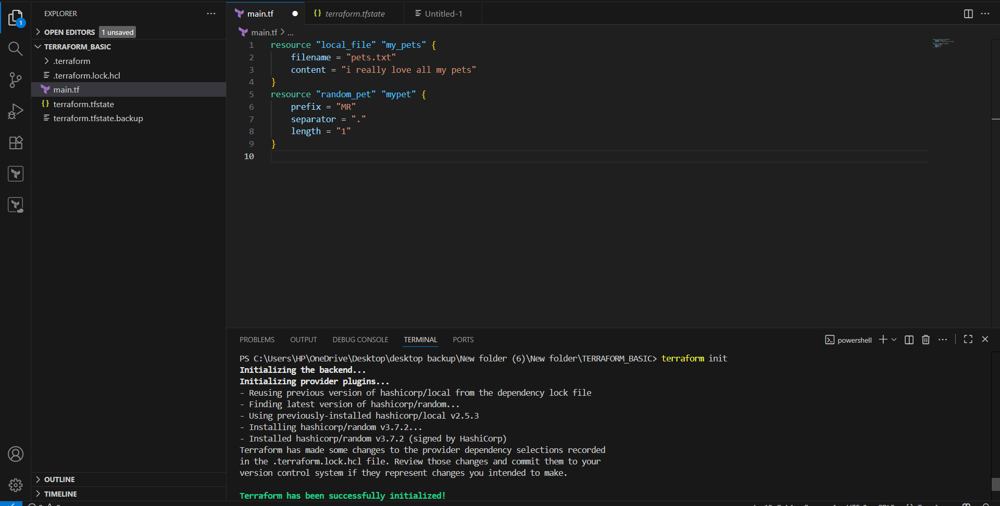 EXPLORER
OPEN EDITORS 1 unsaved
TERRAFORM_BASIC
.terraform
.terraform.lock.hcl
main.tf
terraform.tfstate
terraform.tfstate.backup
OUTLINE
TIMELINE
1
main.tf
terraform.tfstate
Untitled-1
main.tf > ...
1 resource "local_file" "my_pets" {
2 filename = "pets.txt"
3 content = "i really love all my pets"
4 }
5 resource "random_pet" "mypet" {
6 prefix = "MR"
7 separator = "."
8 length = "1"
9 }
10
PROBLEMS OUTPUT DEBUG CONSOLE TERMINAL PORTS
powershell
PS C:\Users\HP\OneDrive\Desktop\desktop backup\New folder (6)\New folder\TERRAFORM_BASIC> terraform init
Initializing the backend...
Initializing provider plugins...
- Reusing previous version of hashicorp/local from the dependency lock file
- Finding latest version of hashicorp/random...
- Using previously-installed hashicorp/local v2.5.3
- Installing hashicorp/random v3.7.2...
- Installed hashicorp/random v3.7.2 (signed by HashiCorp)
Terraform has made some changes to the provider dependency selections recorded
in the .terraform.lock.hcl file. Review those changes and commit them to your
version control system if they represent changes you intended to make.
Terraform has been successfully initialized!